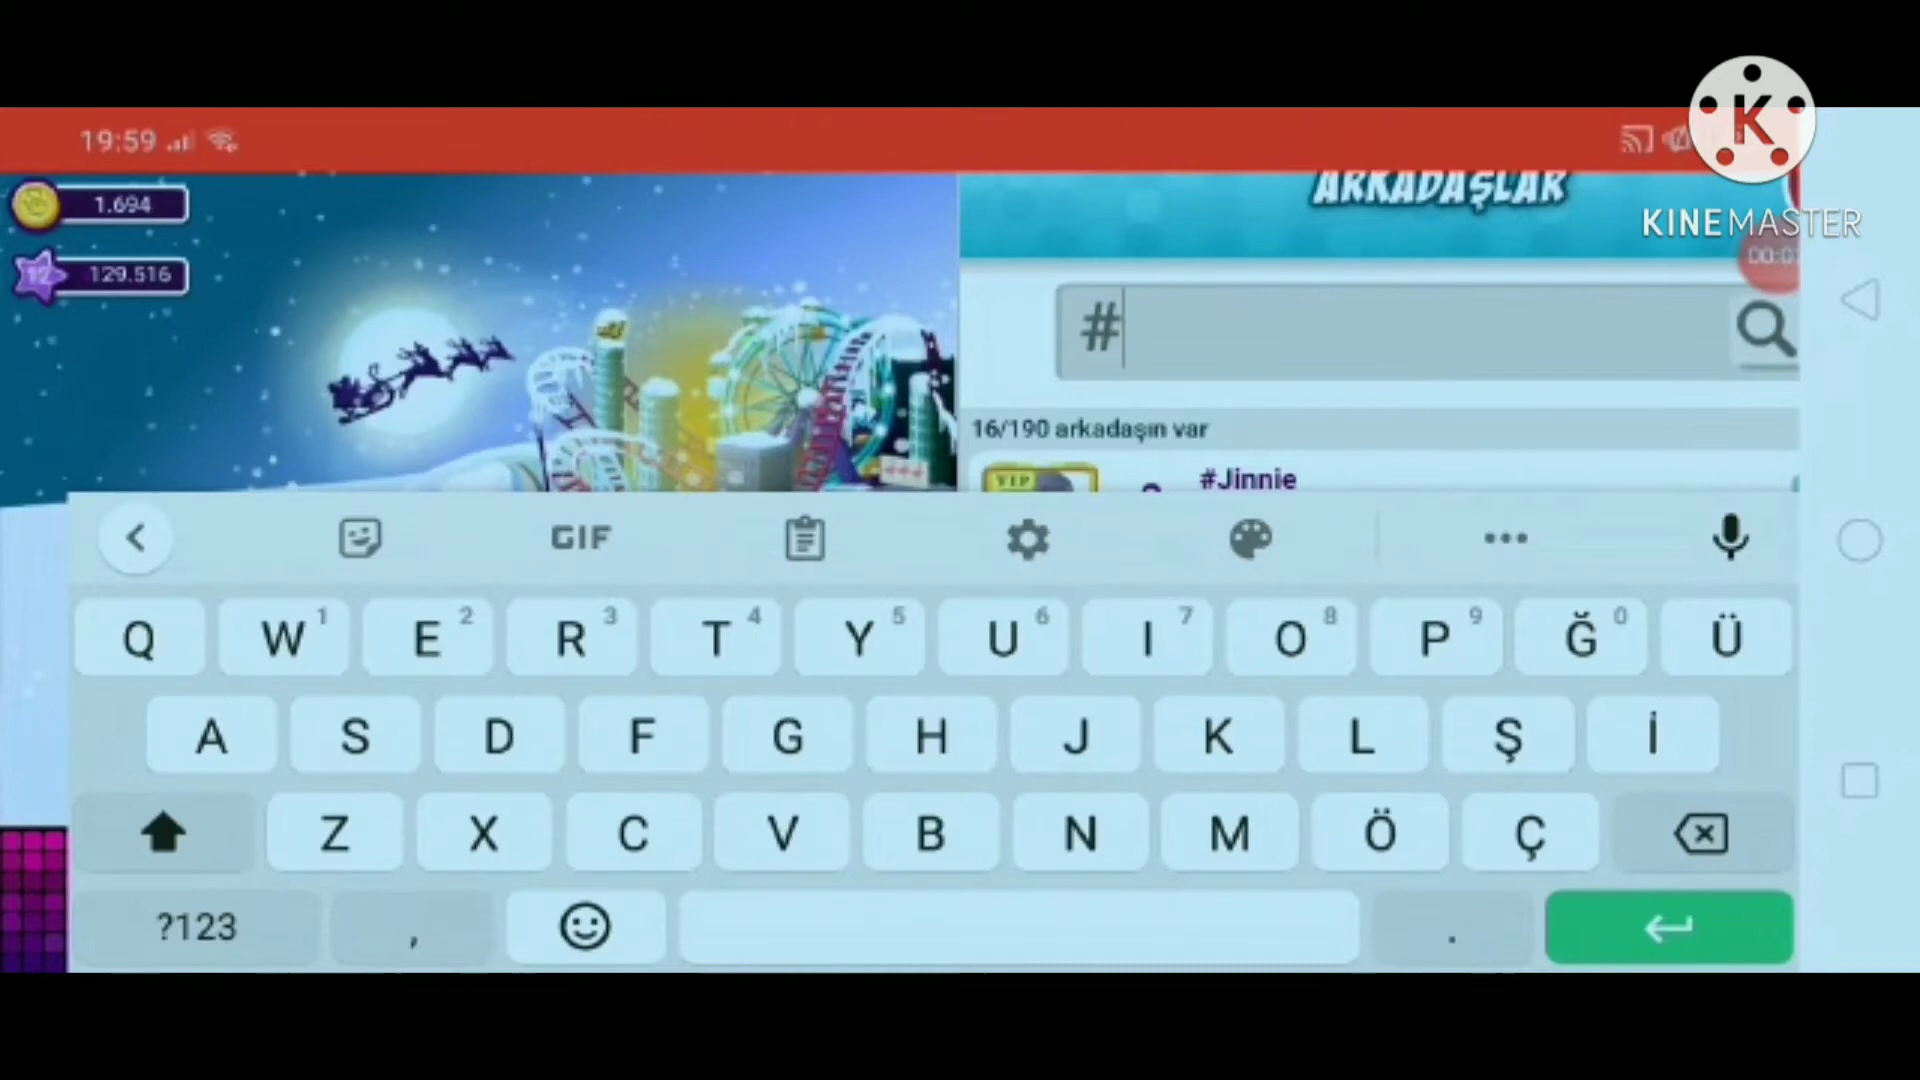 19:59
K
KINEMASTER
1.694
12
129.516
ARKADAŞLAR
#
16/190 arkadaşın var
VIP
#Jinnie
GIF
Q W 1 E 2 R 3 T 4 Y 5 U 6 I 7 O 8 P 9 Ğ 0 Ü
A S D F G H J K L Ş İ
Z X C V B N M Ö Ç
?123 , .